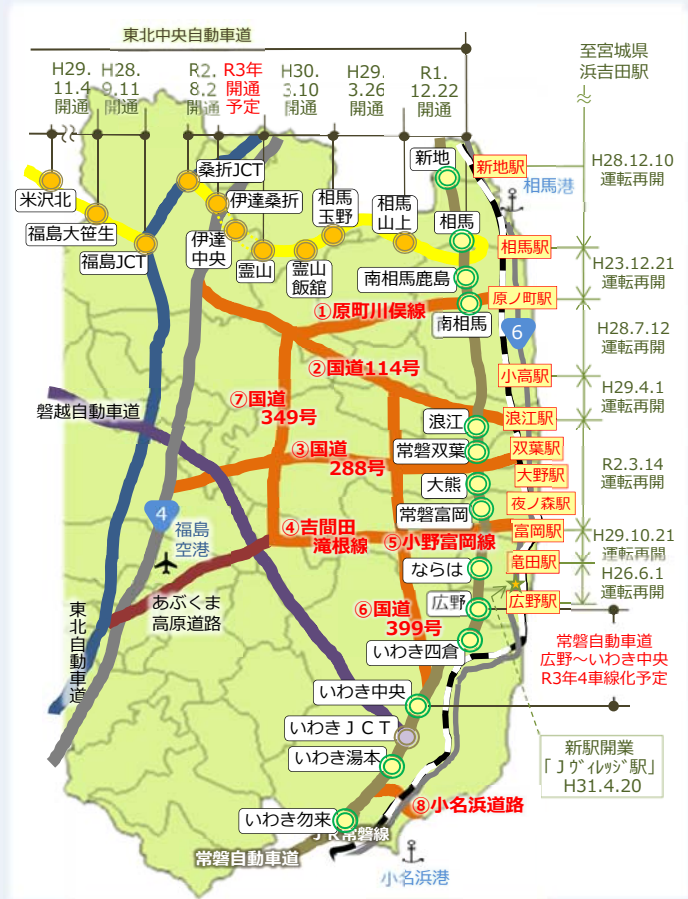 東北中央自動車道
至宮城県
浜吉田駅
H29.
11.4
開通
H28.
9.11
開通
R2.
8.2
開通
R3年
開通
予定
H30.
3.10
開通
H29.
3.26
開通
R1.
12.22
開通
新地
新地駅
H28.12.10
運転再開
相馬港
桑折JCT
米沢北
伊達桑折
福島大笹生
福島JCT
伊達
中央
霊山
霊山
飯舘
相馬
玉野
相馬
山上
相馬
相馬駅
H23.12.21
運転再開
南相馬鹿島
原ノ町駅
①原町川俣線
南相馬
6
H28.7.12
運転再開
②国道114号
小高駅
H29.4.1
運転再開
⑦国道
349号
磐越自動車道
浪江
浪江駅
③国道
288号
常磐双葉
双葉駅
大熊
大野駅
R2.3.14
運転再開
常磐富岡
夜ノ森駅
4
福島
空港
④吉間田
滝根線
⑤小野富岡線
富岡駅
H29.10.21
運転再開
ならは
竜田駅
H26.6.1
運転再開
あぶくま
高原道路
⑥国道
399号
広野
広野駅
東北自動車道
いわき四倉
常磐自動車道
広野～いわき中央
R3年4車線化予定
いわき中央
いわきＪＣＴ
いわき湯本
新駅開業
「Ｊヴィレッジ駅」
H31.4.20
⑧小名浜道路
いわき勿来
ＪＲ常磐線
常磐自動車道
小名浜港